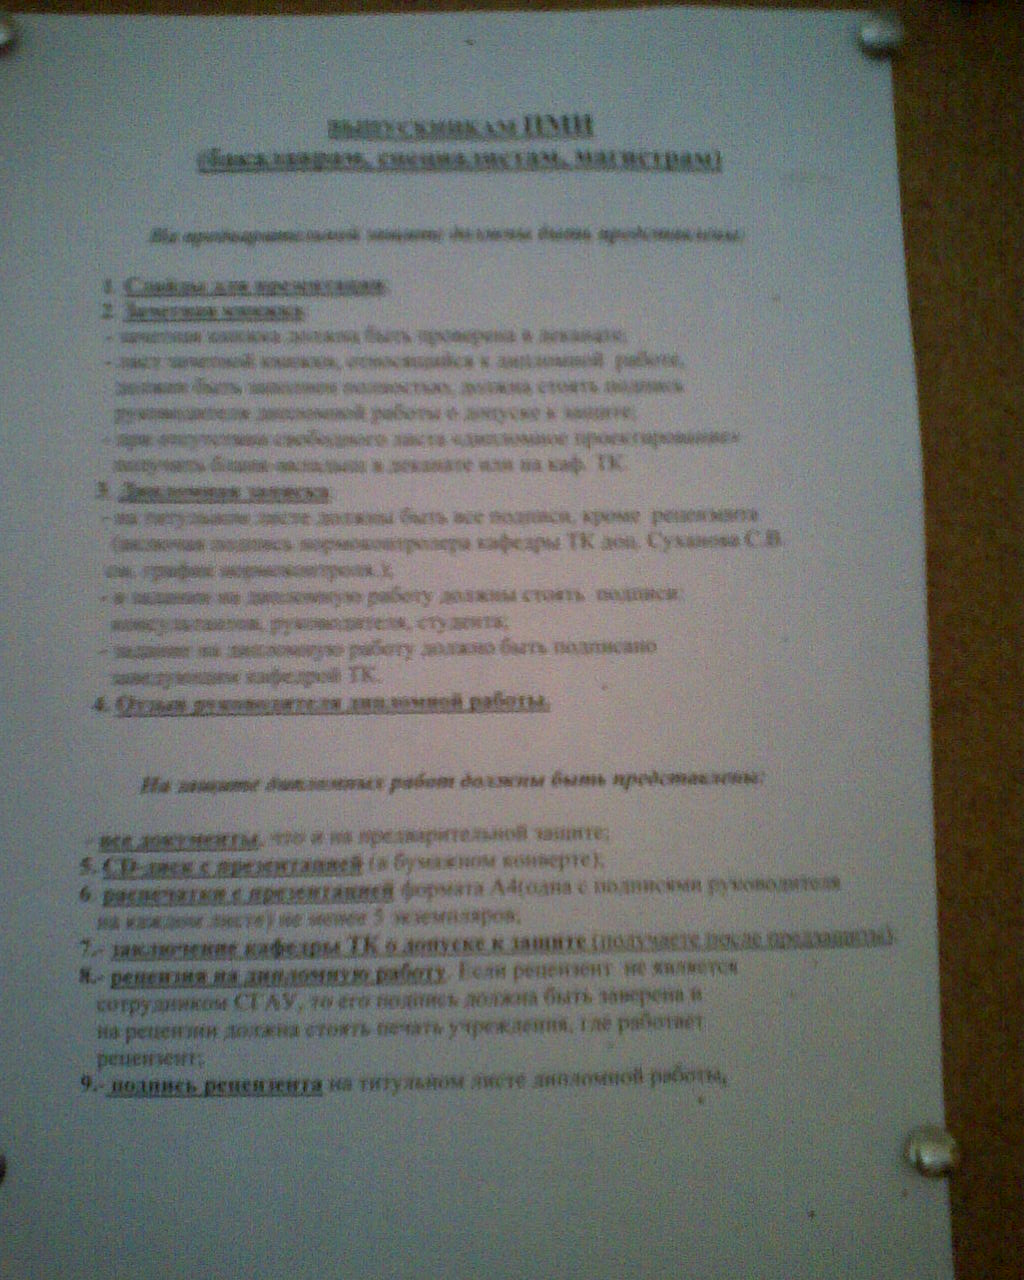 ВЫПУСКНИКАМ ПМИ
(бакалаврам, специалистам, магистрам)
На предварительной защите должны быть представлены:
1. Слайды для презентации
2. Зачетная книжка
- зачетная книжка должна быть проверена в деканате;
- лист зачетной книжки, относящийся к дипломной работе,
должен быть заполнен полностью, должна стоять подпись
руководителя дипломной работы о допуске к защите;
- при отсутствии свободного листа «дипломное проектирование»
получить бланк-вкладыш в деканате или на каф. ТК.
3. Дипломная записка
- на титульном листе должны быть все подписи, кроме рецензента
(включая подпись нормоконтролера кафедры ТК доц. Суханова С.В.
см. график нормоконтроля.);
- в задании на дипломную работу должны стоять подписи:
консультантов, руководителя, студента;
- задание на дипломную работу должно быть подписано
заведующим кафедрой ТК.
4. Отзыв руководителя дипломной работы.
На защите дипломных работ должны быть представлены:
- все документы, что и на предварительной защите;
5. CD-диск с презентацией (в бумажном конверте);
6. распечатки с презентацией формата А4(одна с подписями руководителя
на каждом листе) не менее 5 экземпляров;
7.- заключение кафедры ТК о допуске к защите (получаете после предзащиты).
8.- рецензия на дипломную работу. Если рецензент не является
сотрудником СГАУ, то его подпись должна быть заверена и
на рецензии должна стоять печать учреждения, где работает
рецензент;
9.- подпись рецензента на титульном листе дипломной работы.